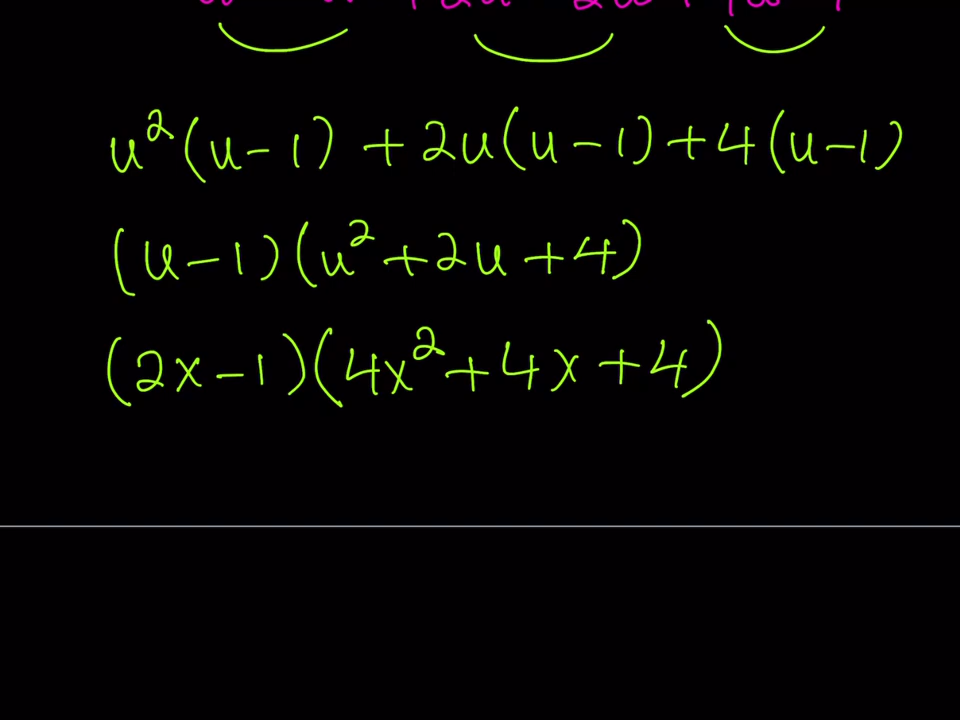 u²(u-1) + 2u(u-1) + 4(u-1)
(u-1)(u²+2u+4)
(2x-1)(4x²+4x+4)